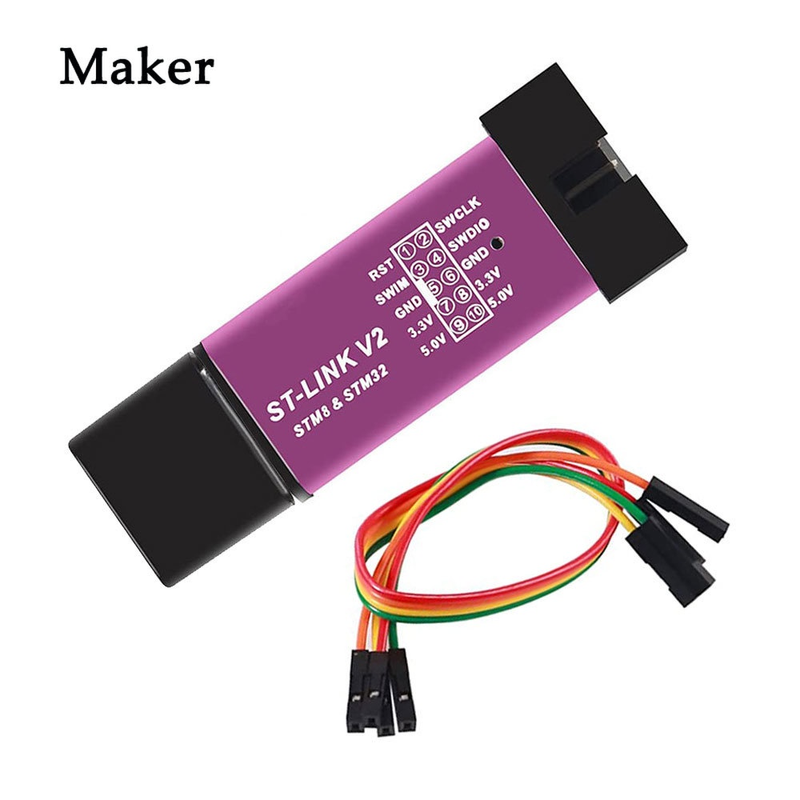 Maker
RST 1 2 SWCLK
SWIM 3 4 SWDIO
GND 5 6 GND
3.3V 7 8 3.3V
5.0V 9 10 5.0V
ST-LINK V2
STM8 & STM32